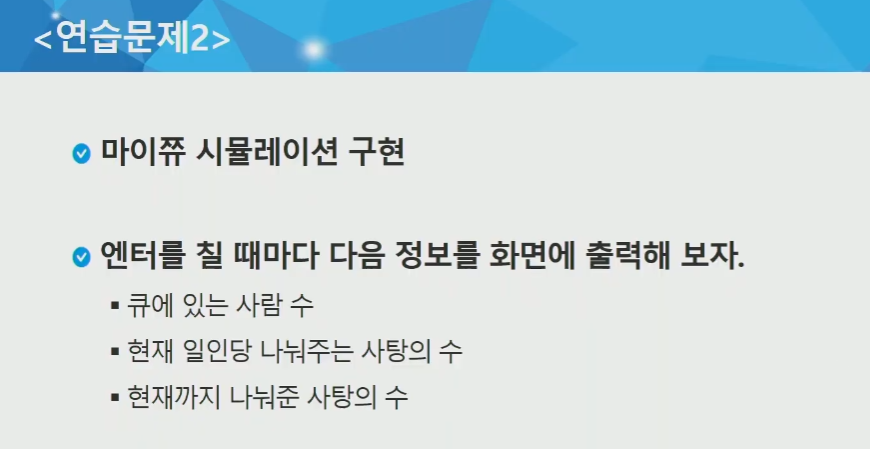 <연습문제2>
마이쮸 시뮬레이션 구현
엔터를 칠 때마다 다음 정보를 화면에 출력해 보자.
▪ 큐에 있는 사람 수
▪ 현재 일인당 나눠주는 사탕의 수
▪ 현재까지 나눠준 사탕의 수